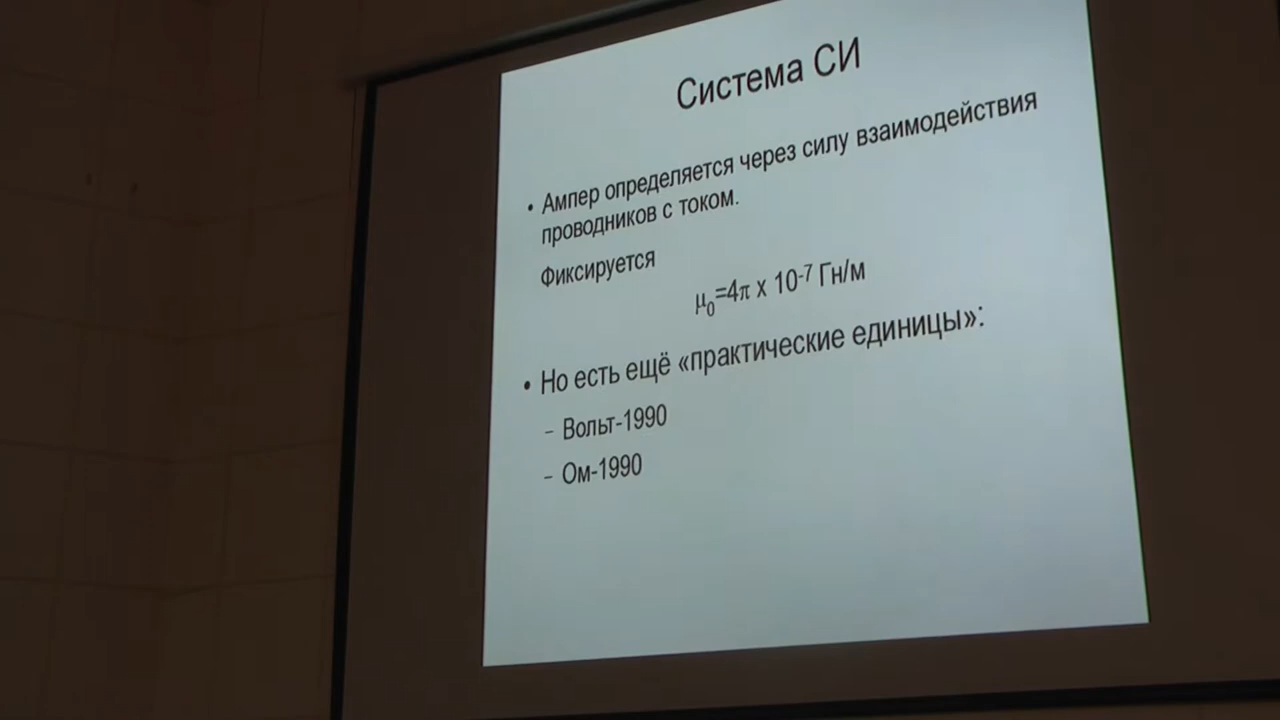 Система СИ
• Ампер определяется через силу взаимодействия
проводников с током.
Фиксируется
μ₀=4π x 10⁻⁷ Гн/м
• Но есть ещё «практические единицы»:
– Вольт-1990
– Ом-1990